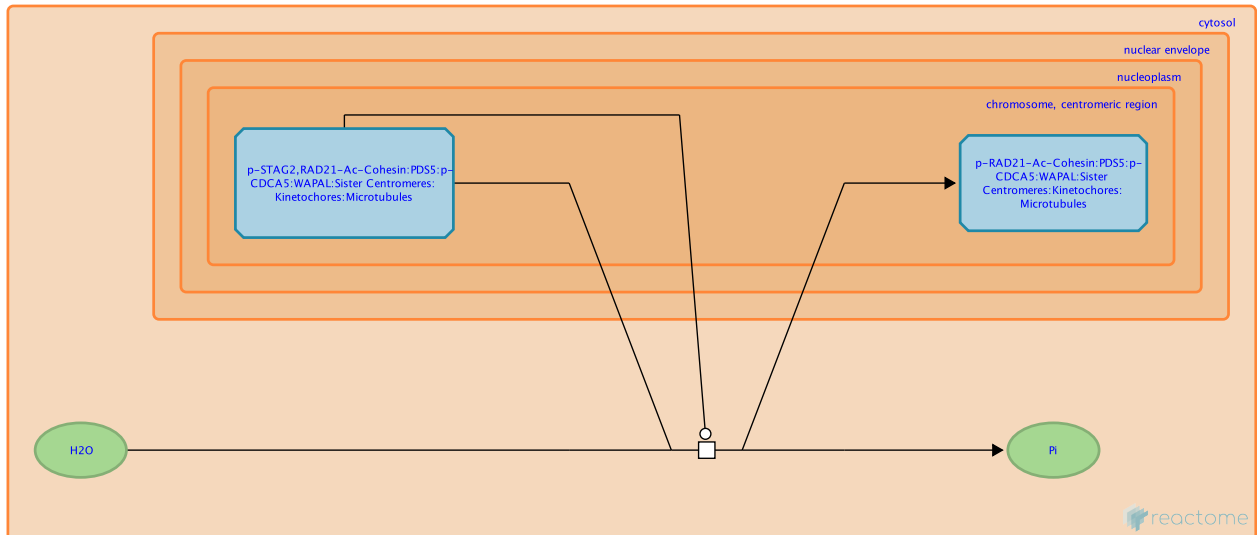 cytosol
nuclear envelope
nucleoplasm
chromosome, centromeric region
p-STAG2,RAD21-Ac-Cohesin:PDS5:p-
CDCA5:WAPAL:Sister Centromeres:
Kinetochores:Microtubules
p-RAD21-Ac-Cohesin:PDS5:p-
CDCA5:WAPAL:Sister
Centromeres:Kinetochores:
Microtubules
H2O
Pi
reactome